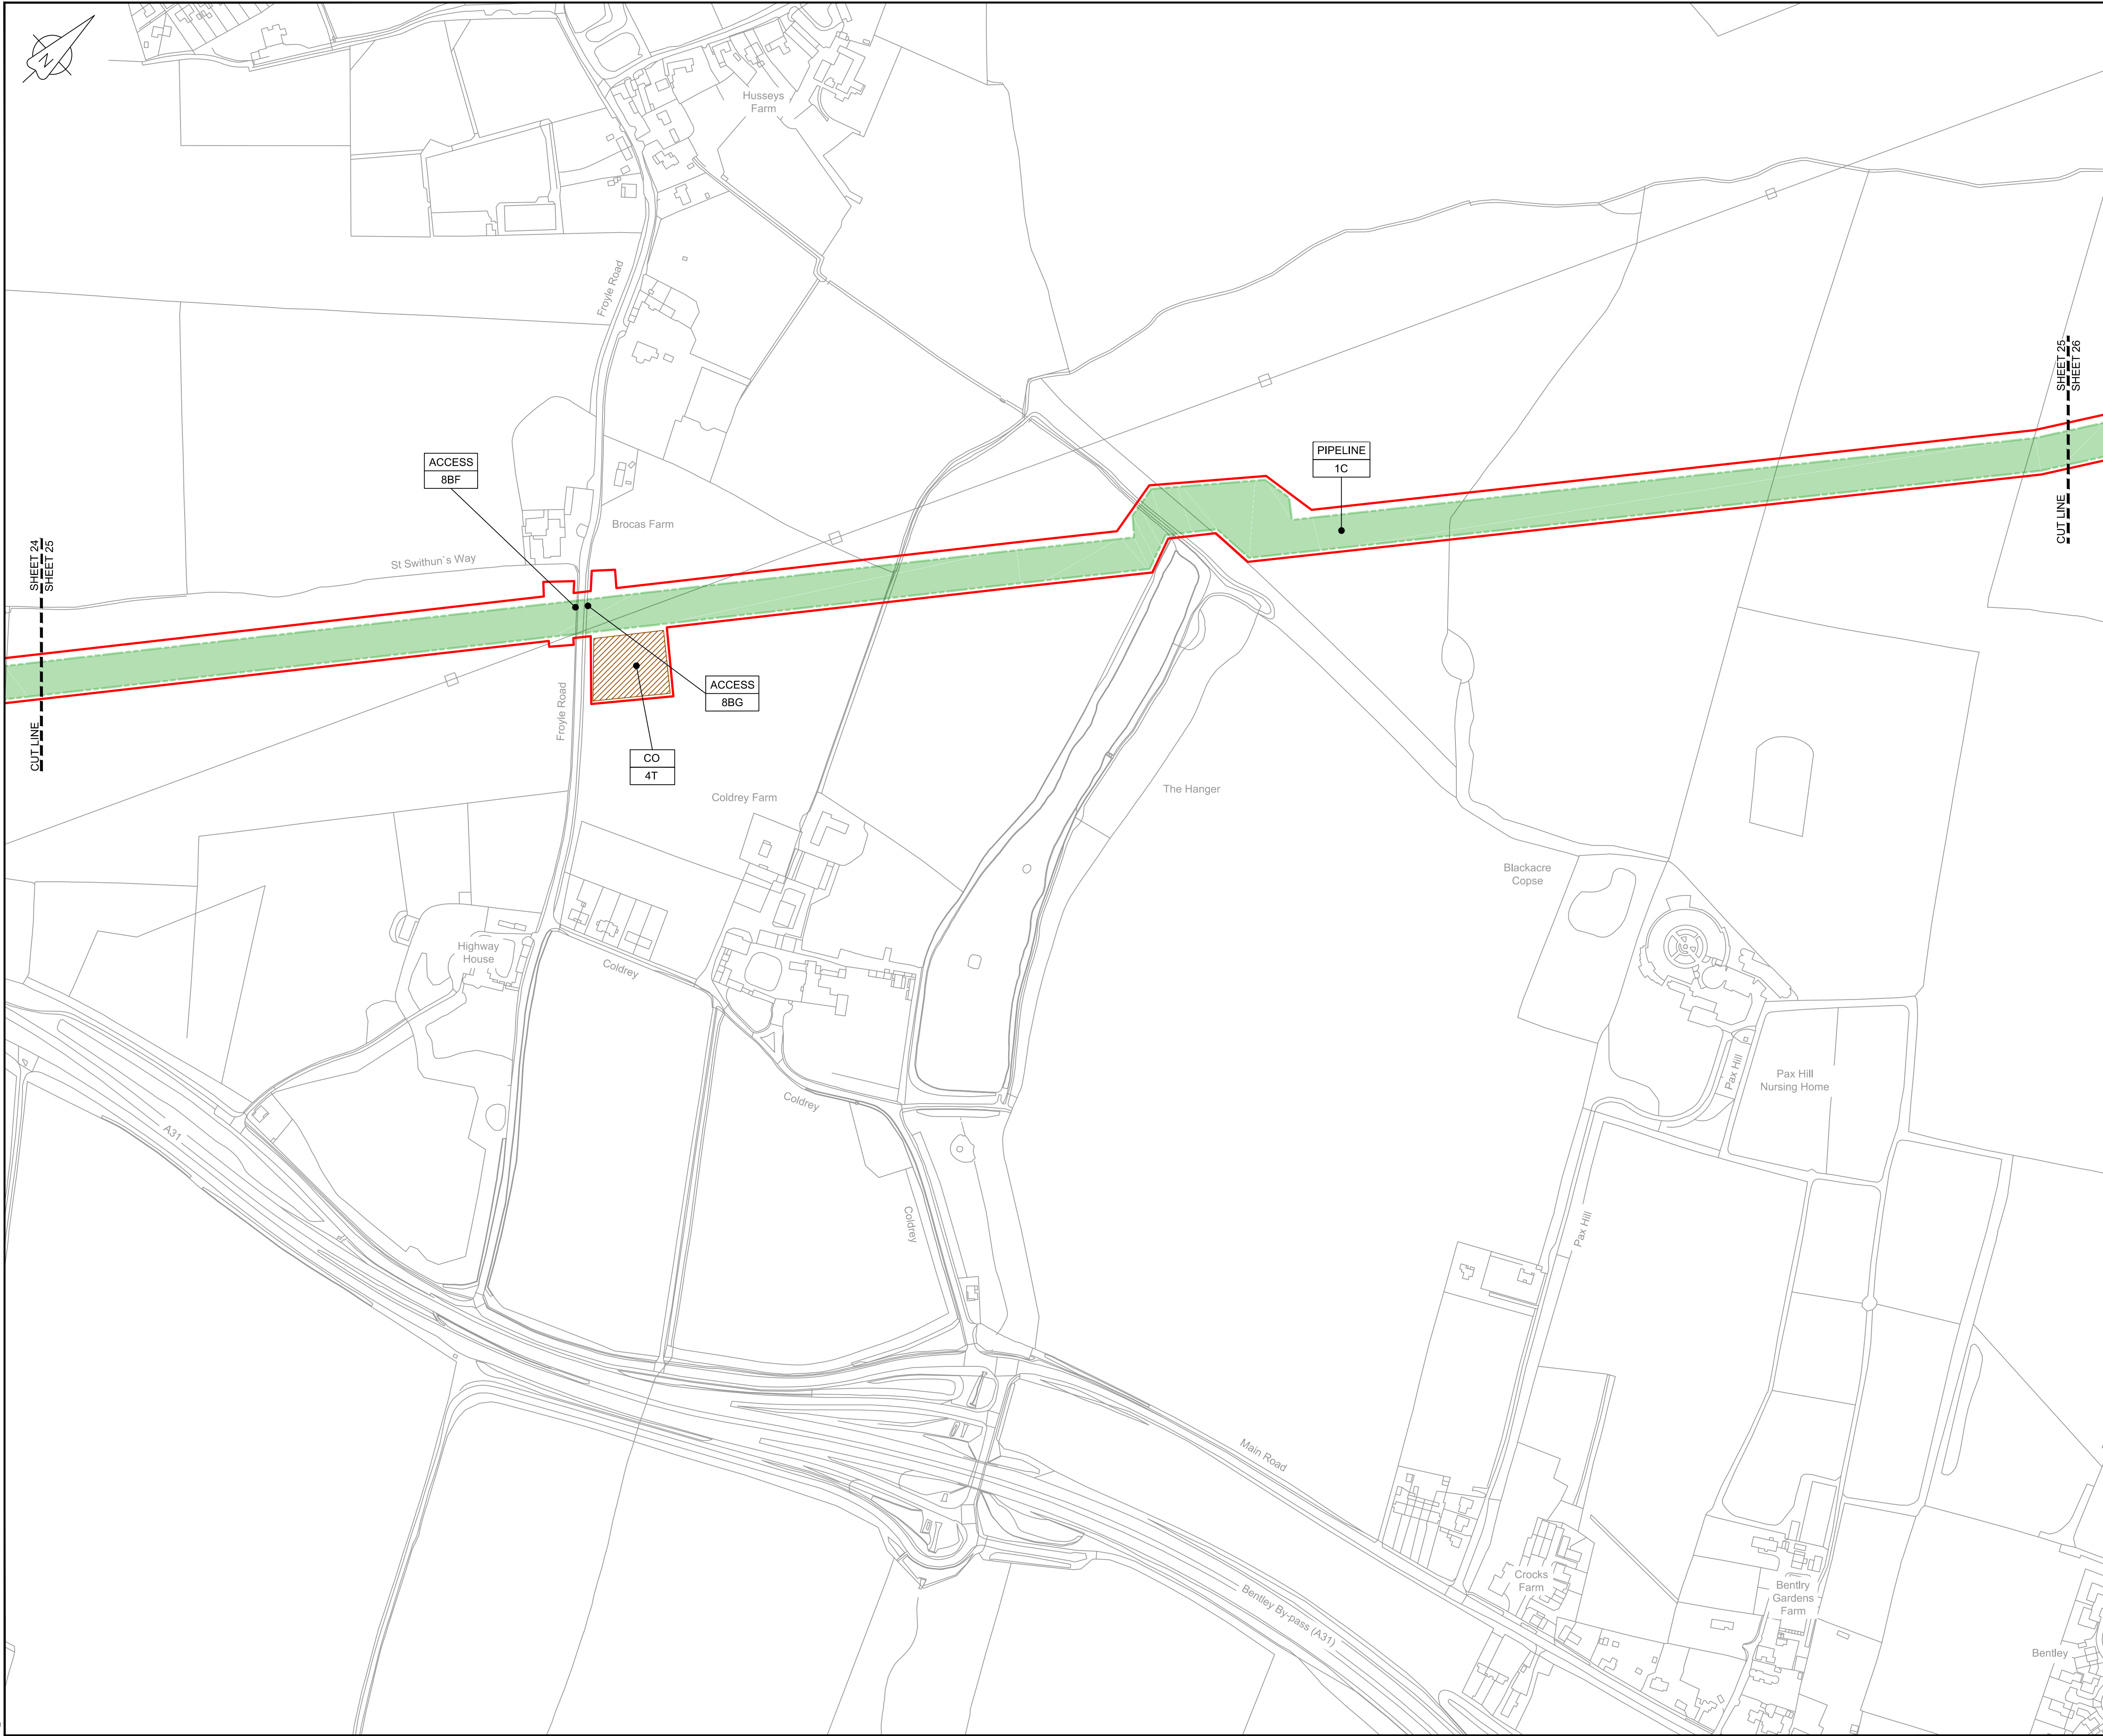 N
Husseys
Farm
Froyle Road
SHEET 25
SHEET 26
CUT LINE
PIPELINE
1C
ACCESS
8BF
Brocas Farm
St Swithun`s Way
SHEET 24
SHEET 25
CUT LINE
ACCESS
8BG
Froyle Road
CO
4T
Coldrey Farm
The Hanger
Blackacre
Copse
Highway
House
Coldrey
Pax Hill
Pax Hill
Nursing Home
Coldrey
A31
Coldrey
Pax Hill
Main Road
Crocks
Farm
Bentlry
Gardens
Farm
Bentley By-pass (A31)
Bentley